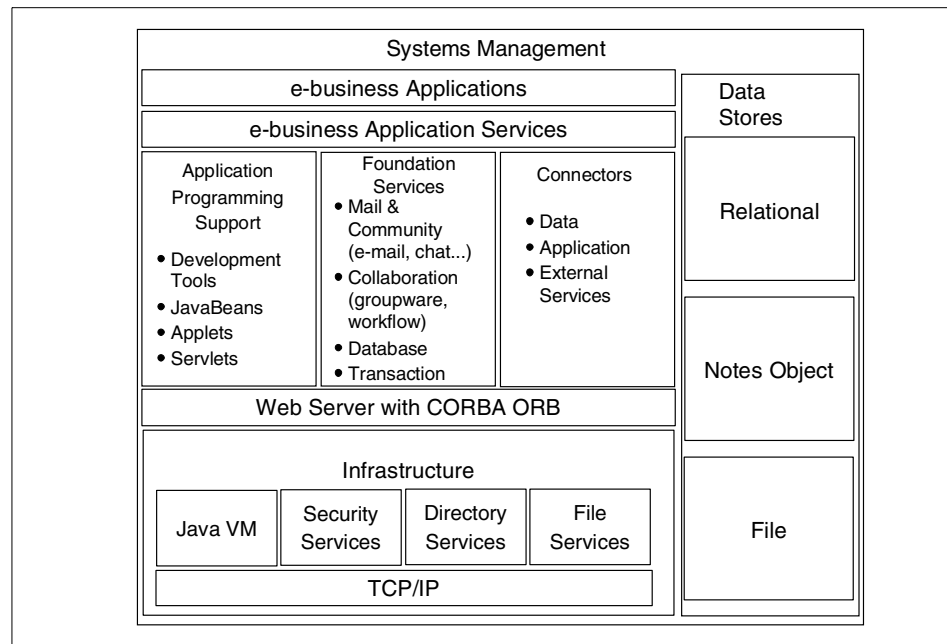 Systems Management
e-business Applications
e-business Application Services
Application
Programming
Support
• Development
Tools
• JavaBeans
• Applets
• Servlets
Foundation
Services
• Mail &
Community
(e-mail, chat...)
• Collaboration
(groupware,
workflow)
• Database
• Transaction
Connectors
• Data
• Application
• External
Services
Web Server with CORBA ORB
Infrastructure
Java VM
Security
Services
Directory
Services
File
Services
TCP/IP
Data
Stores
Relational
Notes Object
File